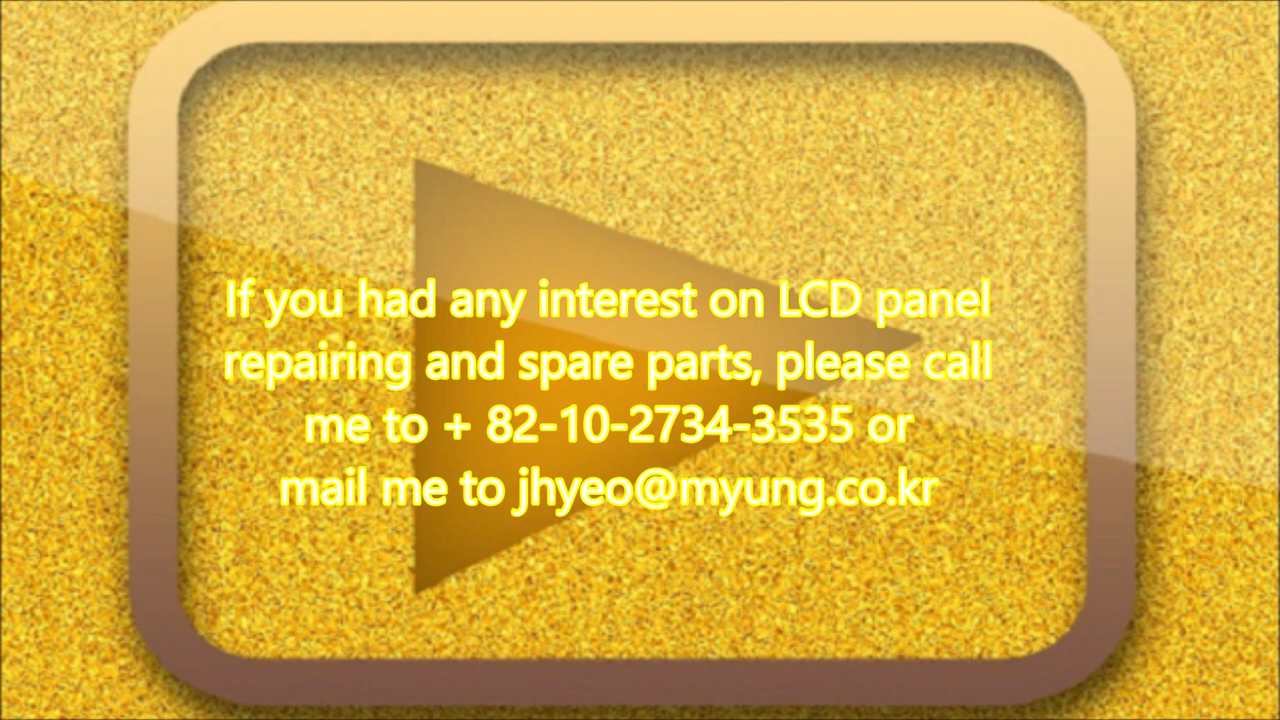 If you had any interest on LCD panel
repairing and spare parts, please call
me to + 82-10-2734-3535 or
mail me to jhyeo@myung.co.kr